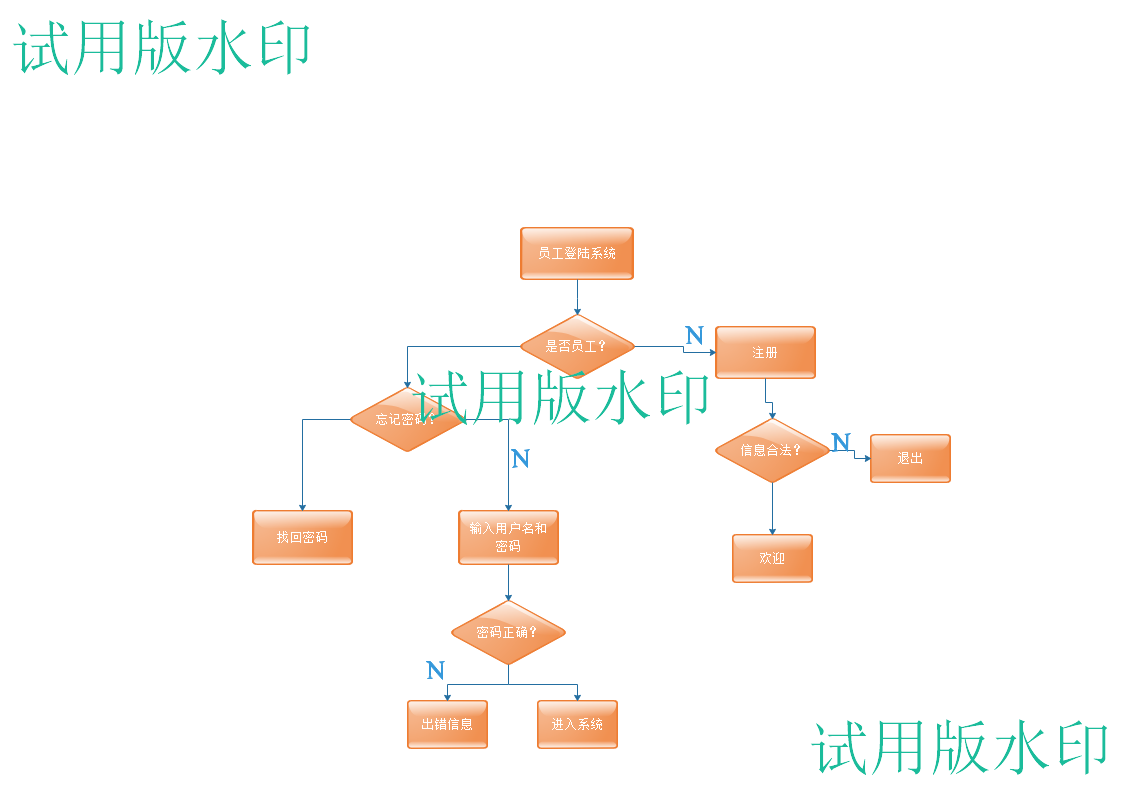 试用版水印
员工登陆系统
是否员工?
N
注册
试用版水印
忘记密码?
N
信息合法?
N
退出
找回密码
输入用户名和
密码
欢迎
密码正确?
N
出错信息
进入系统
试用版水印